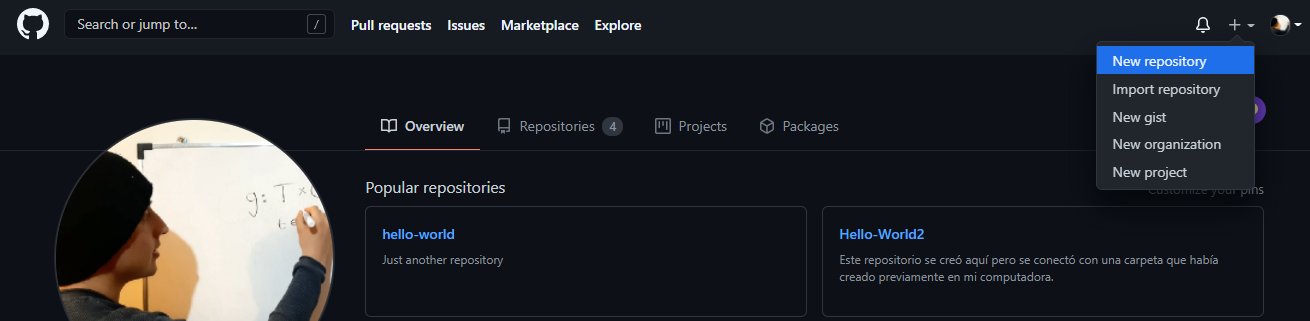 Search or jump to... /
Pull requests
Issues
Marketplace
Explore
New repository
Import repository
New gist
New organization
New project
Overview
Repositories 4
Projects
Packages
Popular repositories
Customize your pins
hello-world
Just another repository
Hello-World2
Este repositorio se creó aquí pero se conectó con una carpeta que había
creado previamente en mi computadora.
g: T ×
t ∈